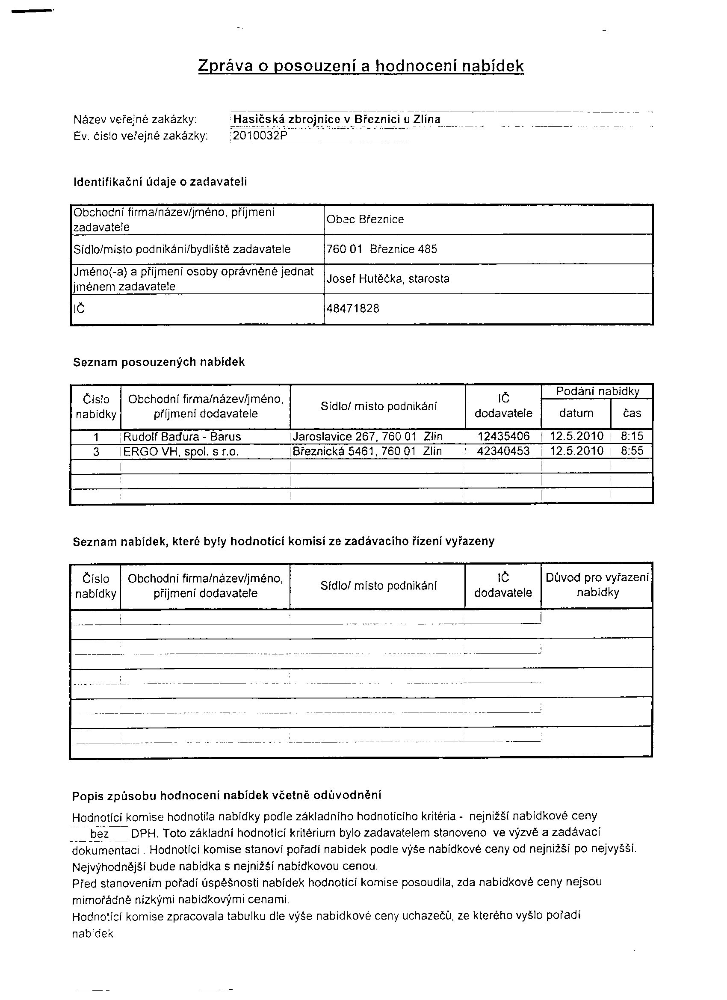 Zpráva o posouzení a hodnocení nabídek
Název veřejné zakázky: Hasičská zbrojnice v Březnici u Zlína
Ev. číslo veřejné zakázky: 2010032P
Identifikační údaje o zadavateli
Obchodní firma/název/jméno, příjmení
zadavatele
Obec Březnice
Sídlo/místo podnikání/bydliště zadavatele 760 01 Březnice 485
Jméno(-a) a příjmení osoby oprávněné jednat
jménem zadavatele
Josef Hutěčka, starosta
IČ 48471828
Seznam posouzených nabídek
Číslo
nabídky
Obchodní firma/název/jméno,
příjmení dodavatele
Sídlo/ místo podnikání
IČ
dodavatele
Podání nabídky
datum čas
1 Rudolf Baďura - Barus Jaroslavice 267, 760 01 Zlín 12435406 12.5.2010 8:15
3 ERGO VH, spol. s r.o. Březnická 5461, 760 01 Zlín 42340453 12.5.2010 8:55
Seznam nabídek, které byly hodnotící komisí ze zadávacího řízení vyřazeny
Číslo
nabídky
Obchodní firma/název/jméno,
příjmení dodavatele
Sídlo/ místo podnikání
IČ
dodavatele
Důvod pro vyřazení
nabídky
Popis způsobu hodnocení nabídek včetně odůvodnění
Hodnotící komise hodnotila nabídky podle základního hodnotícího kritéria - nejnižší nabídkové ceny
bez DPH. Toto základní hodnotící kritérium bylo zadavatelem stanoveno ve výzvě a zadávací
dokumentaci . Hodnotící komise stanoví pořadí nabídek podle výše nabídkové ceny od nejnižší po nejvyšší.
Nejvýhodnější bude nabídka s nejnižší nabídkovou cenou.
Před stanovením pořadí úspěšnosti nabídek hodnotící komise posoudila, zda nabídkové ceny nejsou
mimořádně nízkými nabídkovými cenami.
Hodnotící komise zpracovala tabulku dle výše nabídkové ceny uchazečů, ze kterého vyšlo pořadí
nabídek.